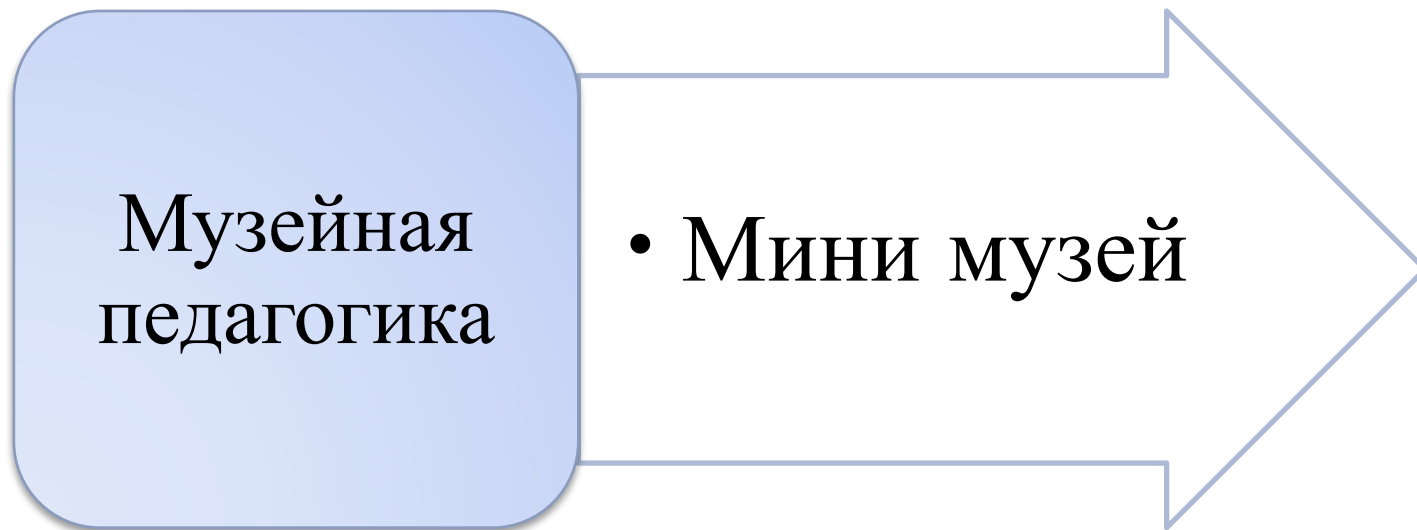 Музейная
педагогика
• Мини музей